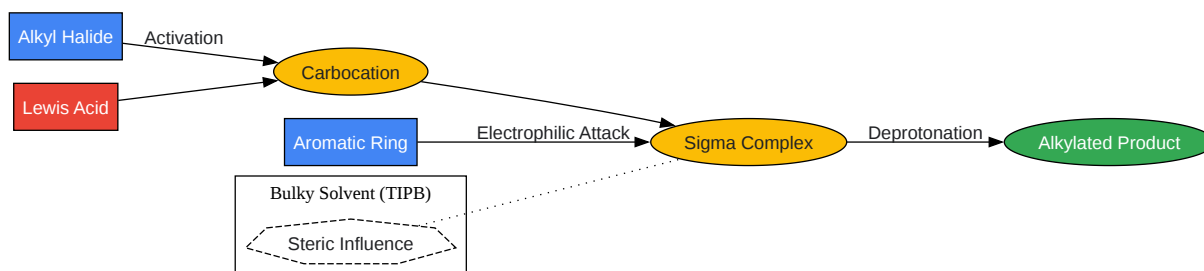 Alkyl Halide
Activation
Lewis Acid
Carbocation
Aromatic Ring
Electrophilic Attack
Sigma Complex
Deprotonation
Alkylated Product
Bulky Solvent (TIPB)
Steric Influence